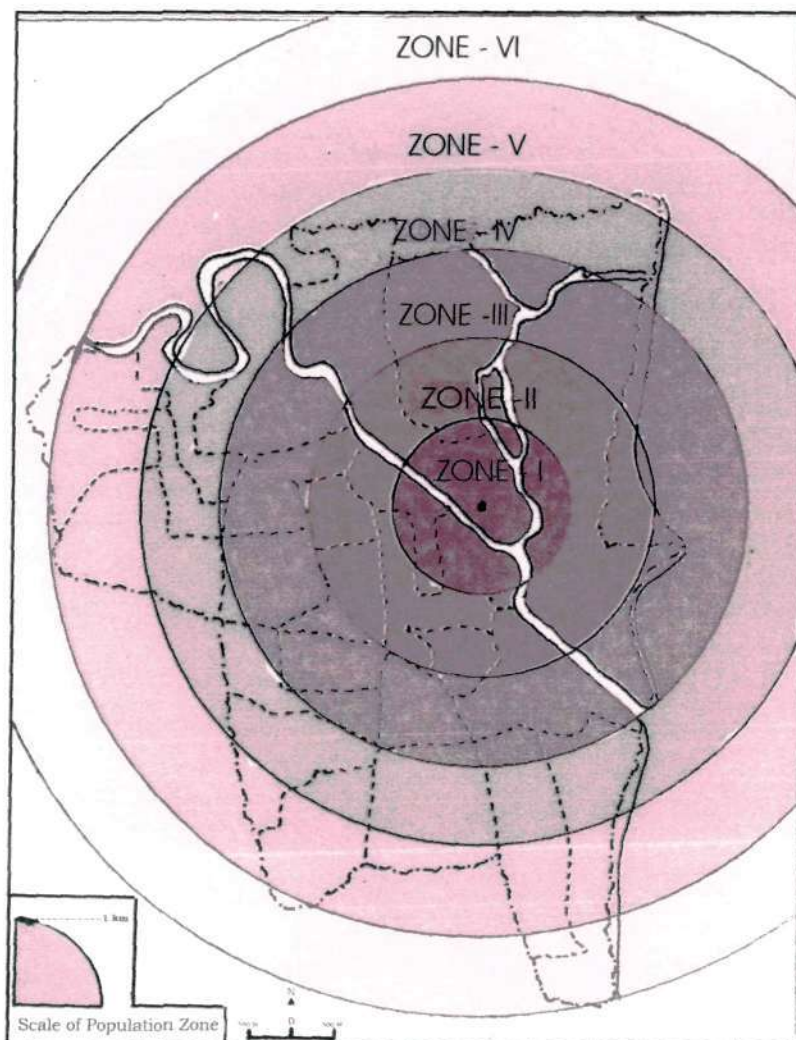 ZONE - VI
ZONE - V
ZONE - IV
ZONE -III
ZONE -II
ZONE - I
1 km
Scale of Population Zone
N
0